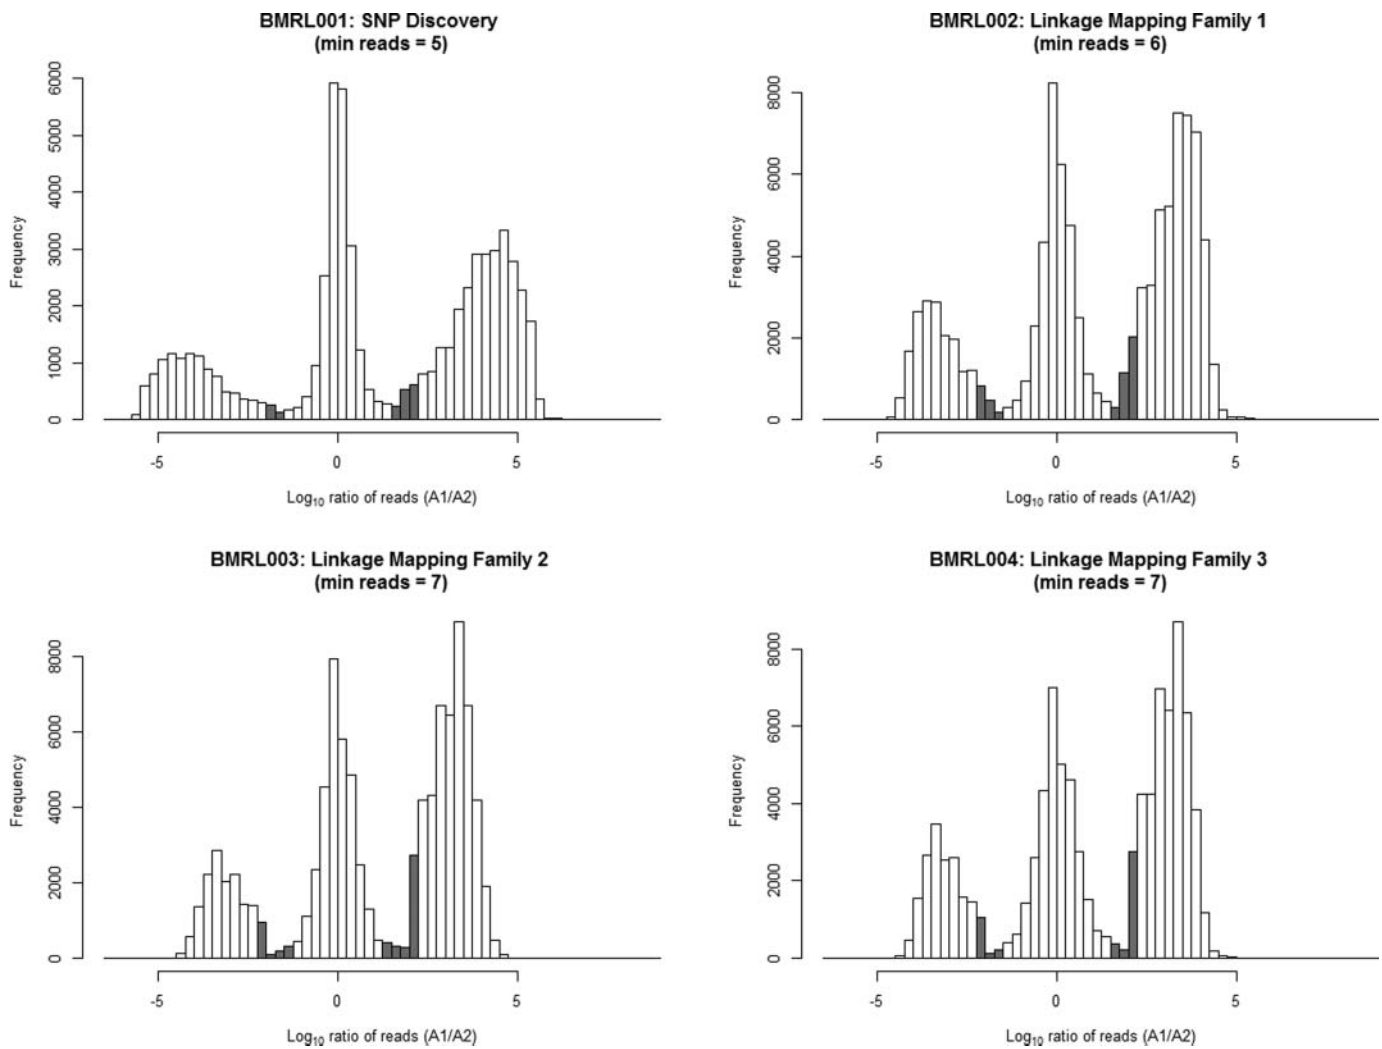 BMRL001: SNP Discovery
(min reads = 5)
Frequency
6000
5000
4000
3000
2000
1000
0
-5 0 5
Log₁₀ ratio of reads (A1/A2)
BMRL002: Linkage Mapping Family 1
(min reads = 6)
Frequency
8000
6000
4000
2000
0
-5 0 5
Log₁₀ ratio of reads (A1/A2)
BMRL003: Linkage Mapping Family 2
(min reads = 7)
Frequency
8000
6000
4000
2000
0
-5 0 5
Log₁₀ ratio of reads (A1/A2)
BMRL004: Linkage Mapping Family 3
(min reads = 7)
Frequency
8000
6000
4000
2000
0
-5 0 5
Log₁₀ ratio of reads (A1/A2)